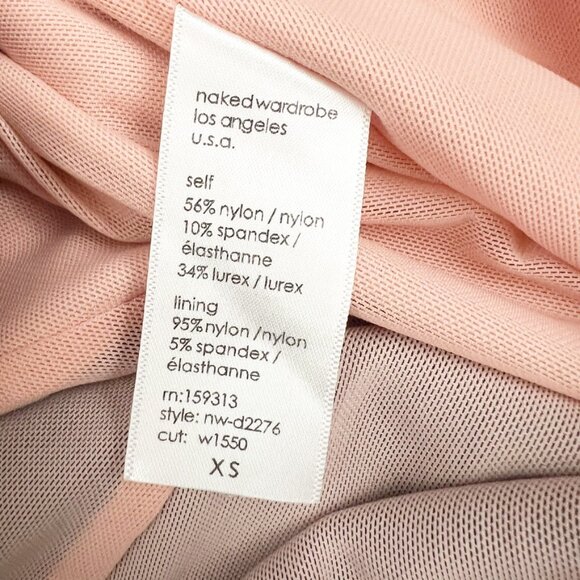 nakedwardrobe
los angeles
u.s.a.
self
56% nylon / nylon
10% spandex /
élasthanne
34% lurex / lurex
lining
95% nylon / nylon
5% spandex /
élasthanne
rn:159313
style: nw-d2276
cut: w1550
XS